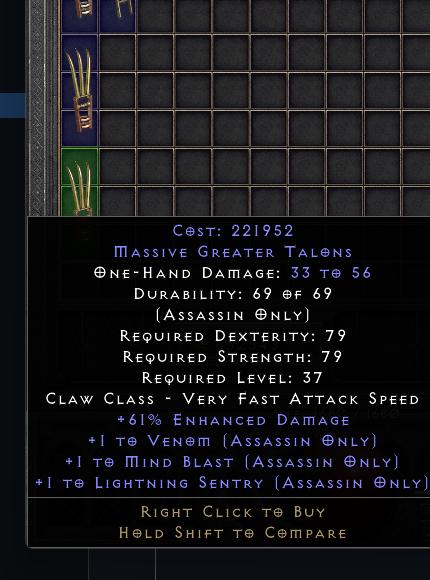 Cost: 221952
Massive Greater Talons
One-Hand Damage: 33 to 56
Durability: 69 of 69
(Assassin Only)
Required Dexterity: 79
Required Strength: 79
Required Level: 37
Claw Class - Very Fast Attack Speed
+61% Enhanced Damage
+1 to Venom (Assassin Only)
+1 to Mind Blast (Assassin Only)
+1 to Lightning Sentry (Assassin Only)
Right Click to Buy
Hold Shift to Compare